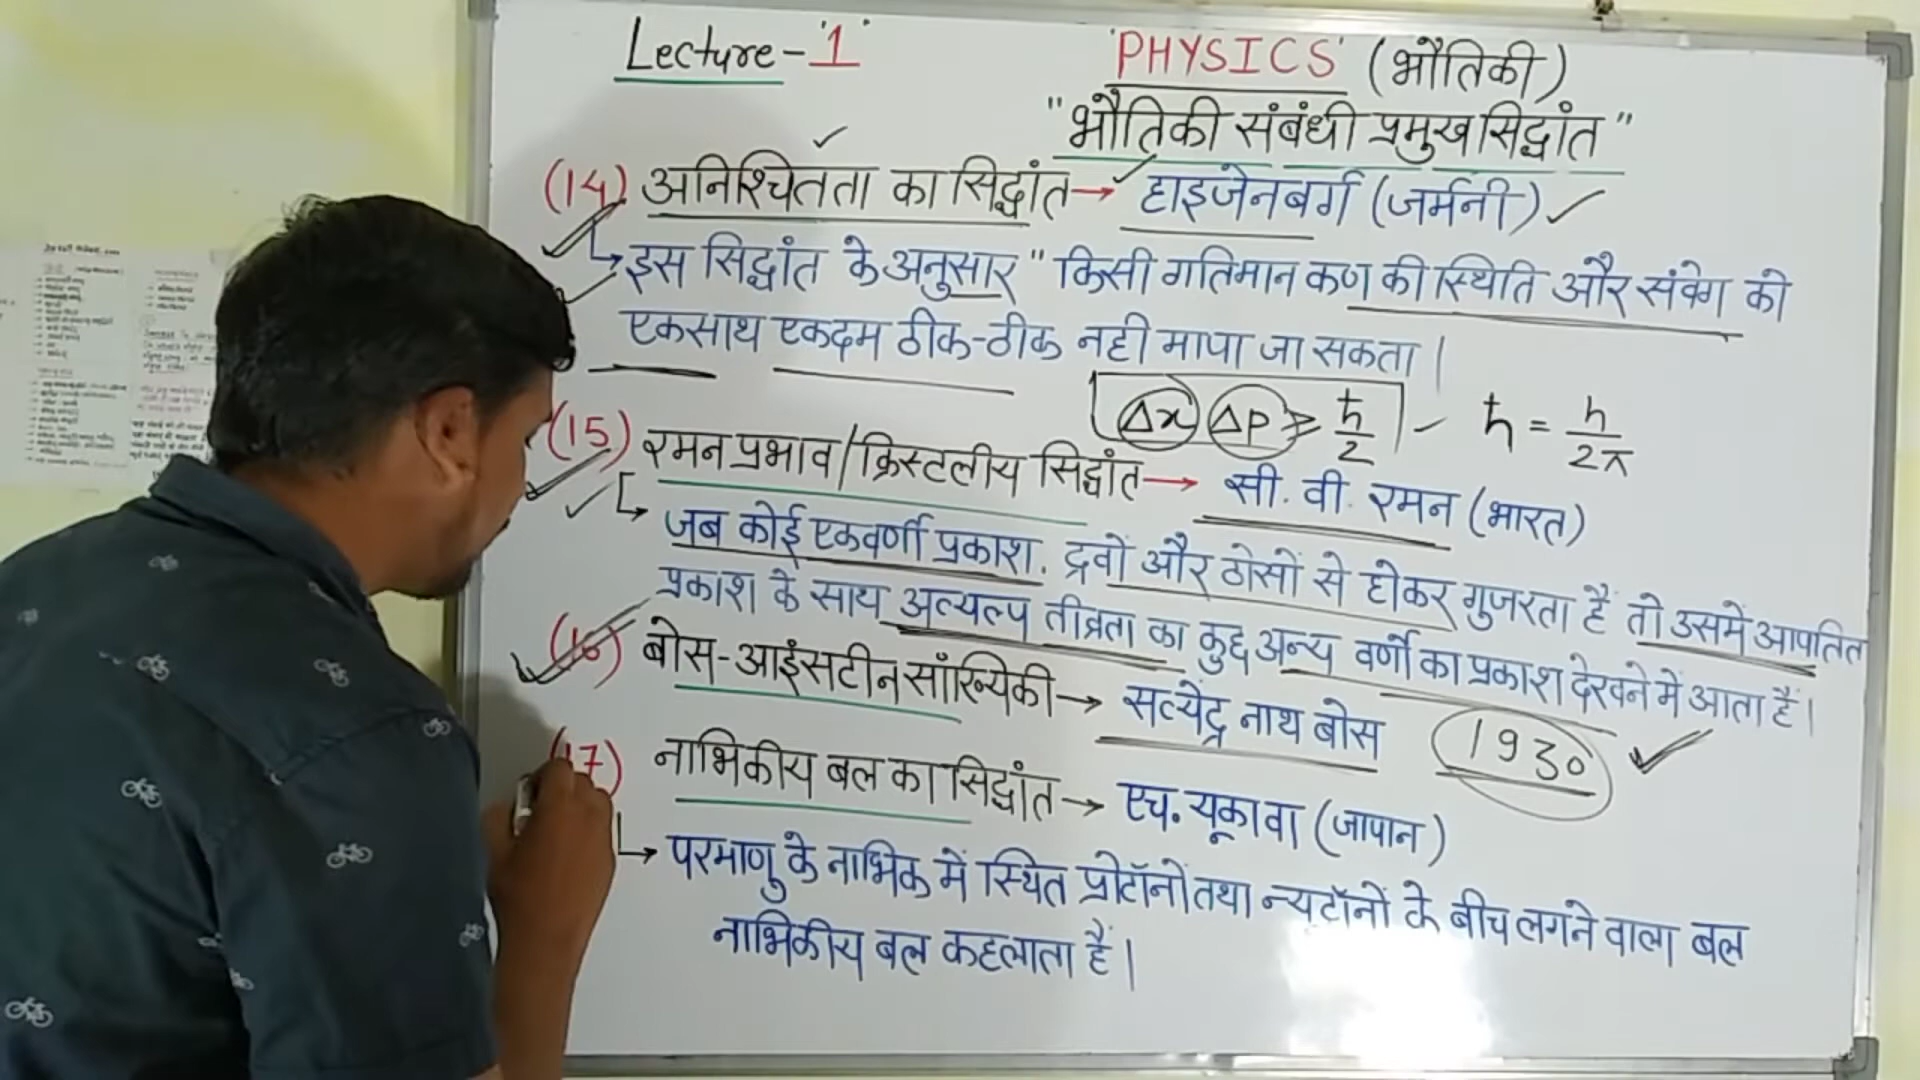 Lecture- '1'
'PHYSICS' (भौतिकी)
"भौतिकी संबंधी प्रमुख सिद्धांत"
(14) अनिश्चितता का सिद्धांत→ हाइजेनबर्ग (जर्मनी)
इस सिद्धांत के अनुसार " किसी गतिमान कण की स्थिति और संवेग को
एकसाथ एकदम ठीक-ठीक नही मापा जा सकता |
Δx Δp ≥ ħ/2 - ħ = h/2π
(15) रमन प्रभाव/क्रिस्टलीय सिद्धांत→ सी. वी. रमन (भारत)
जब कोई एकवर्णी प्रकाश. द्रवों और ठोसों से होकर गुजरता है तो उसमें आपतित
प्रकाश के साथ अत्यल्प तीव्रता का कुछ अन्य वर्णो का प्रकाश देखने में आता है।
(16) बोस-आइंसटीन सांख्यिकी→ सत्येंद्र नाथ बोस 1930
(17) नाभिकीय बल का सिद्धांत→ एच. यूकावा (जापान)
परमाणु के नाभिक में स्थित प्रोटॉनों तथा न्यूट्रॉनों के बीच लगने वाला बल
नाभिकीय बल कहलाता है |